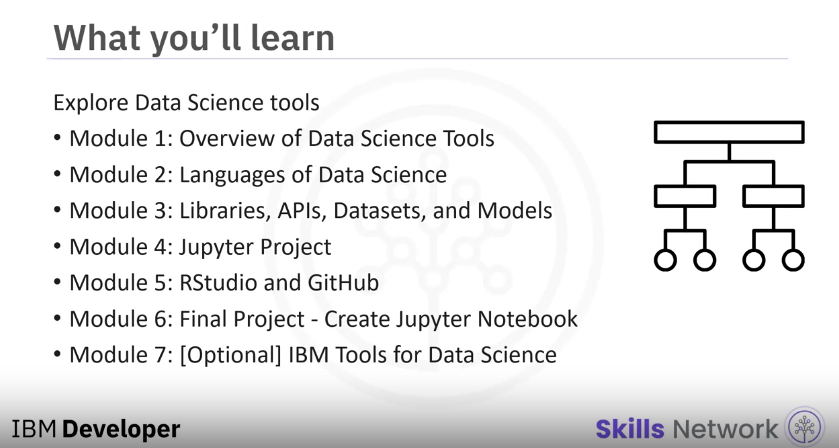 What you’ll learn
Explore Data Science tools
• Module 1: Overview of Data Science Tools
• Module 2: Languages of Data Science
• Module 3: Libraries, APIs, Datasets, and Models
• Module 4: Jupyter Project
• Module 5: RStudio and GitHub
• Module 6: Final Project - Create Jupyter Notebook
• Module 7: [Optional] IBM Tools for Data Science
IBM Developer
Skills Network